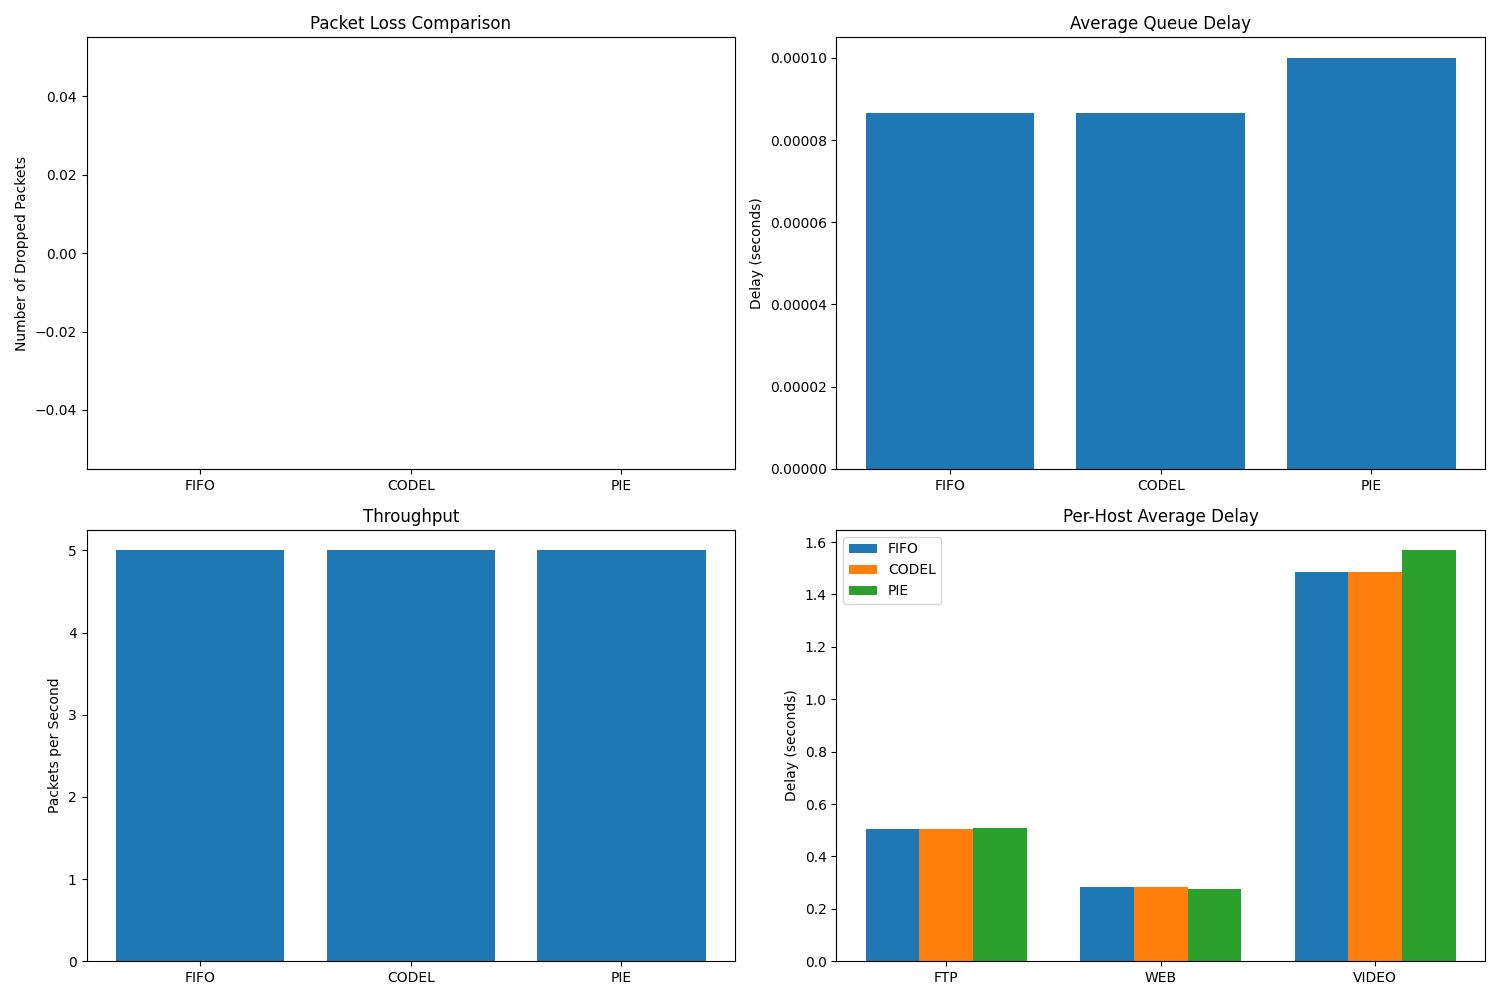 Packet Loss Comparison
Number of Dropped Packets
0.04
0.02
0.00
−0.02
−0.04
FIFO CODEL PIE
Average Queue Delay
Delay (seconds)
0.00010
0.00008
0.00006
0.00004
0.00002
0.00000
FIFO CODEL PIE
Throughput
Packets per Second
5
4
3
2
1
0
FIFO CODEL PIE
Per-Host Average Delay
Delay (seconds)
1.6
1.4
1.2
1.0
0.8
0.6
0.4
0.2
0.0
FIFO
CODEL
PIE
FTP WEB VIDEO